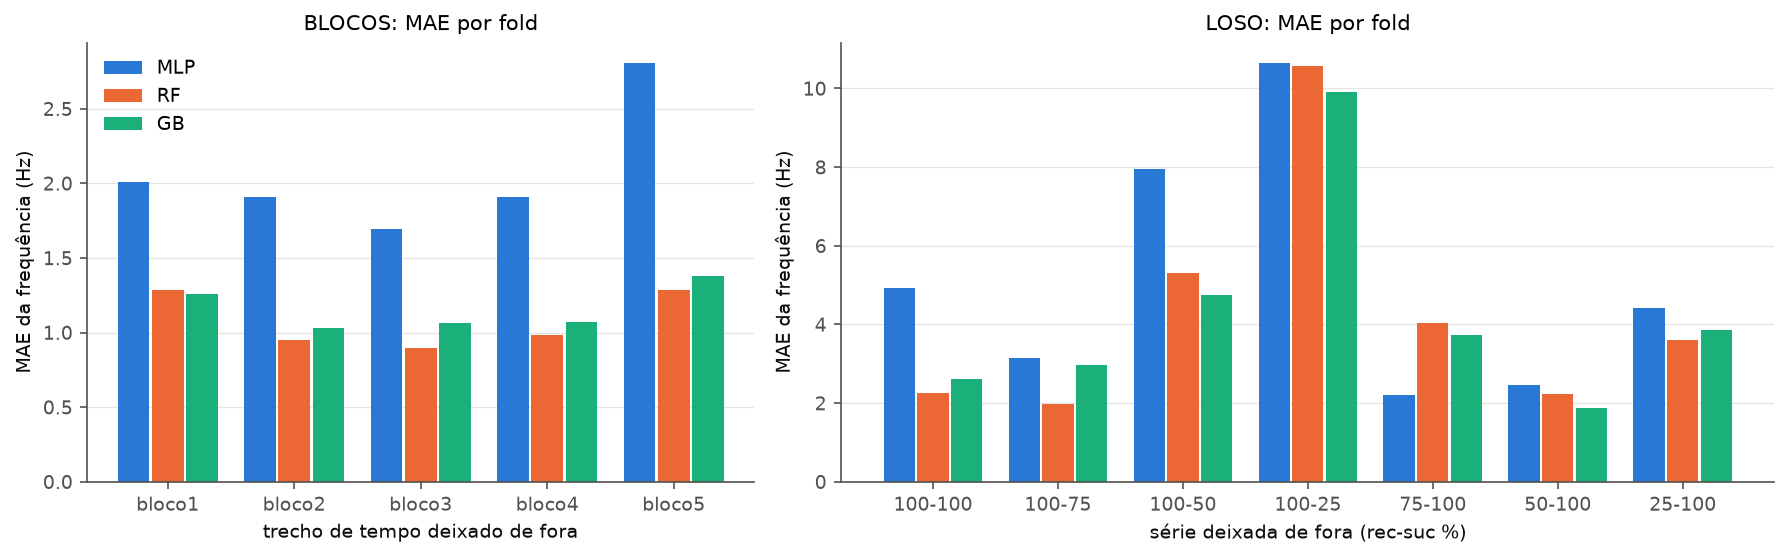 BLOCOS: MAE por fold
MLP
RF
GB
MAE da frequência (Hz)
2.5
2.0
1.5
1.0
0.5
0.0
bloco1 bloco2 bloco3 bloco4 bloco5
trecho de tempo deixado de fora
LOSO: MAE por fold
MAE da frequência (Hz)
10
8
6
4
2
0
100-100 100-75 100-50 100-25 75-100 50-100 25-100
série deixada de fora (rec-suc %)